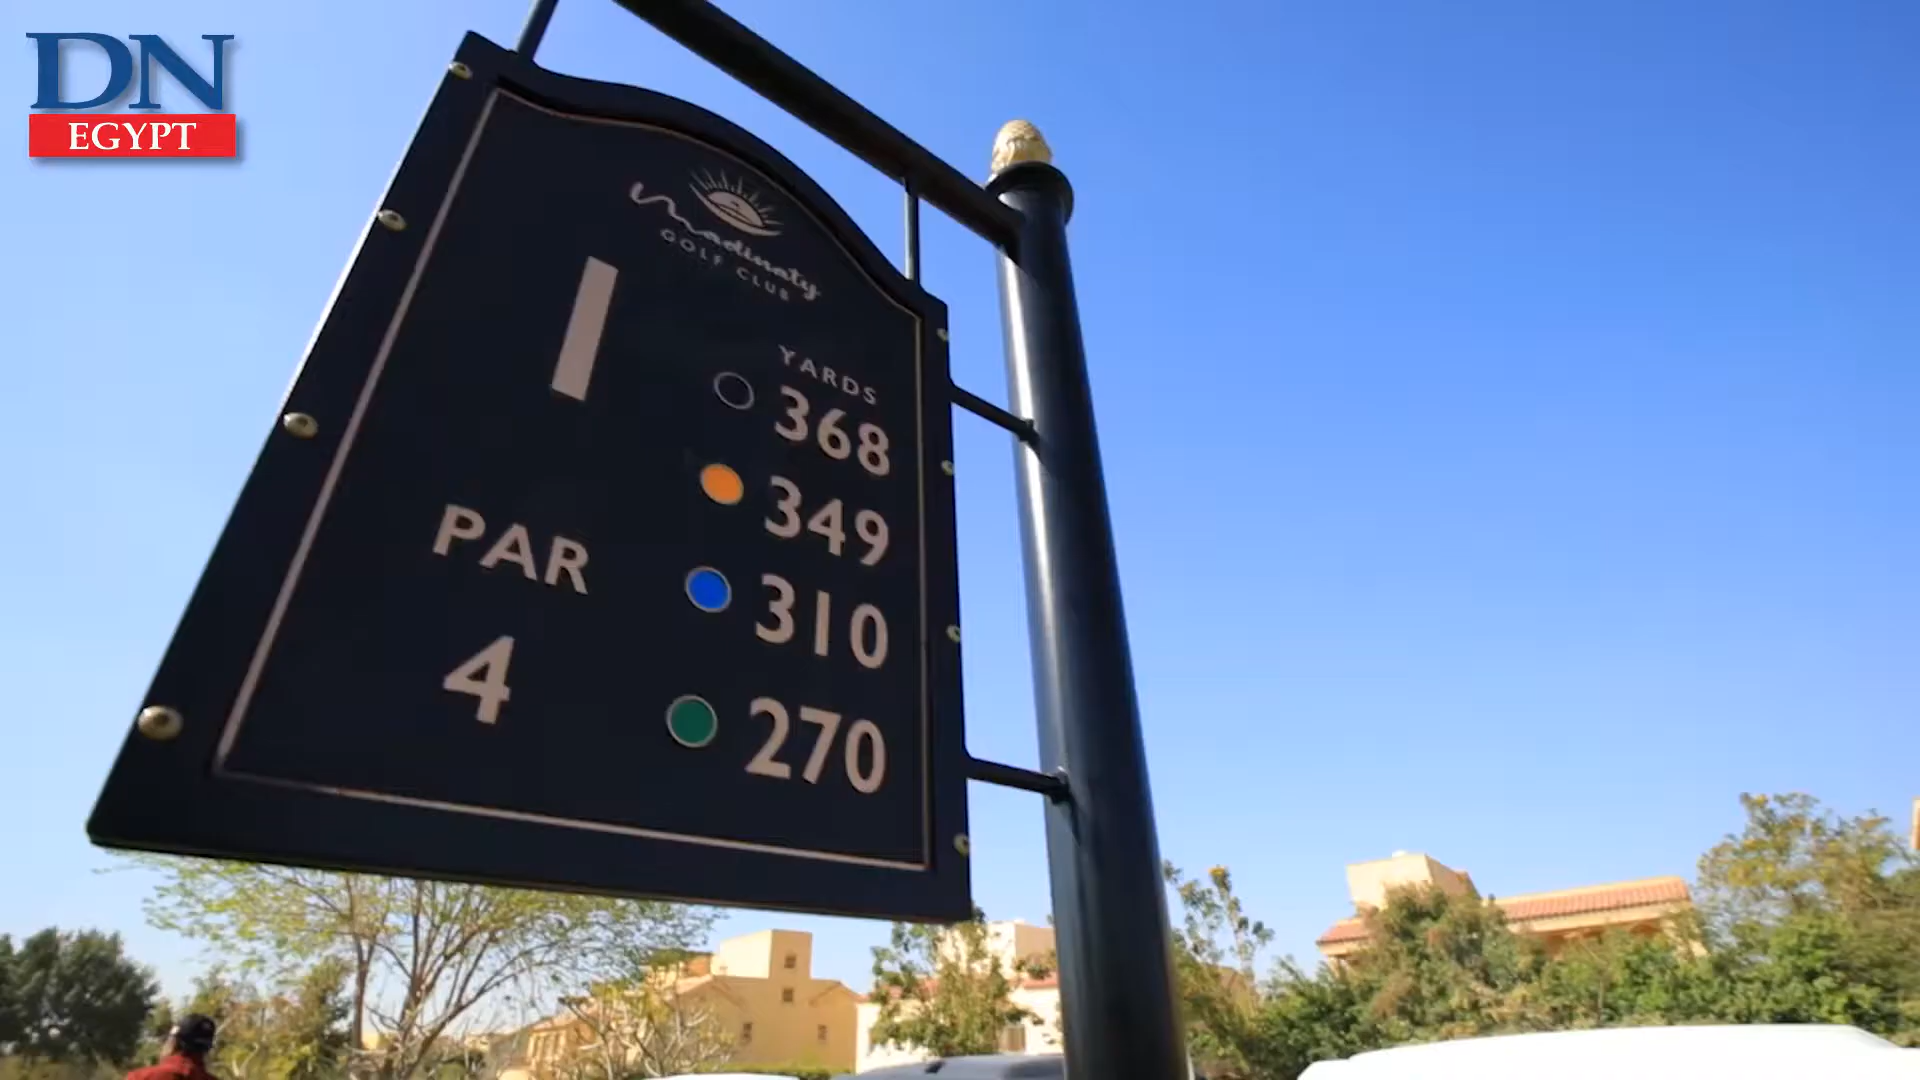 DN
EGYPT
Madinaty
GOLF CLUB
1
YARDS
368
349
310
270
PAR
4